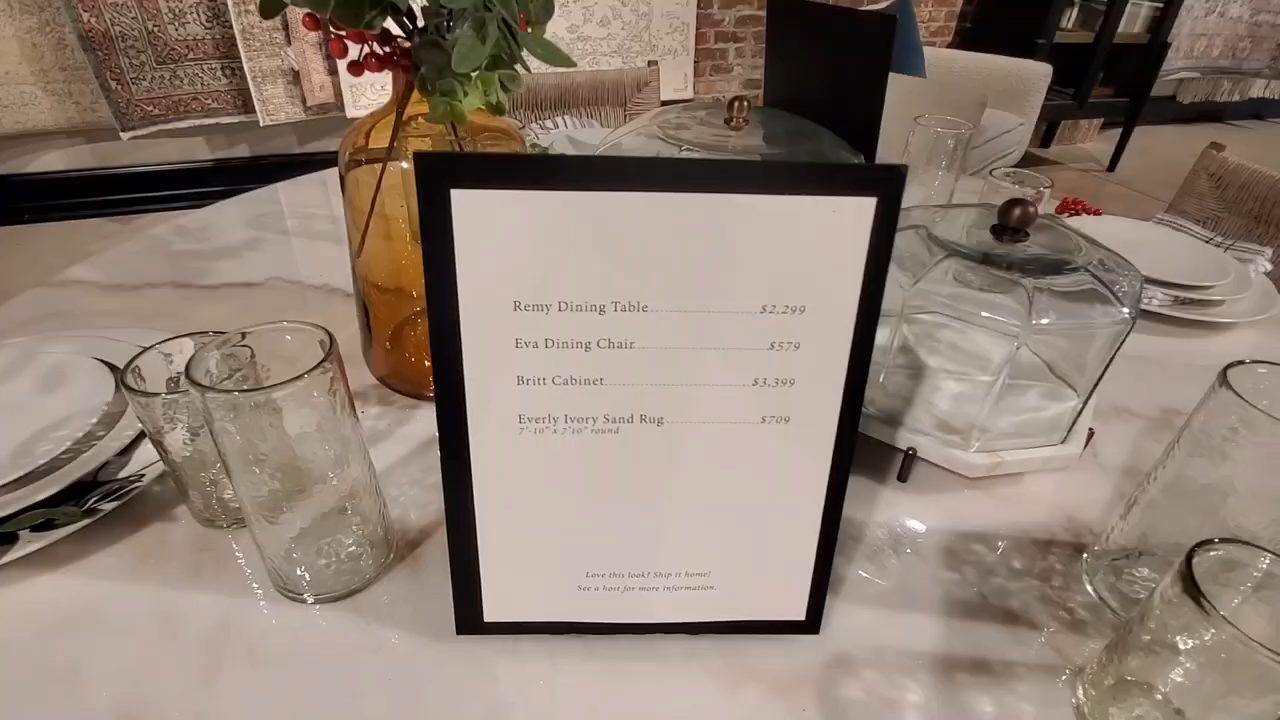 Remy Dining Table........................$2,299
Eva Dining Chair........................$579
Britt Cabinet........................$3,399
Everly Ivory Sand Rug........................$709
7'-10" x 7'10" round
Love this look? Ship it home!
See a host for more information.